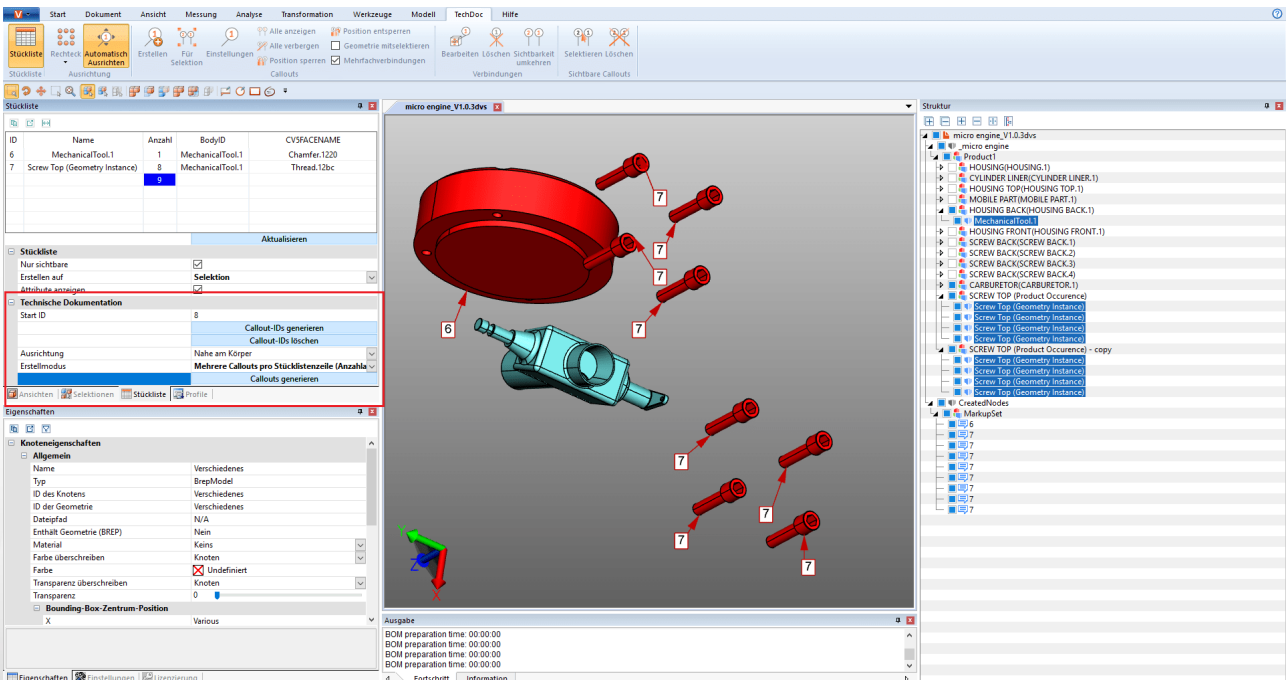 V Start Dokument Ansicht Messung Analyse Transformation Werkzeuge Modell TechDoc Hilfe
Stückliste
Rechteck
Automatisch Ausrichten
Erstellen
Für Selektion
Einstellungen
Alle anzeigen
Alle verbergen
Position sperren
Position entsperren
Geometrie mitselektieren
Mehrfachverbindungen
Bearbeiten
Löschen
Sichtbarkeit umkehren
Selektieren
Löschen
Stückliste Ausrichtung Callouts Verbindungen Sichtbare Callouts
Stückliste
ID Name Anzahl BodyID CV5FACENAME
6 MechanicalTool.1 1 MechanicalTool.1 Chamfer.1220
7 Screw Top (Geometry Instance) 8 MechanicalTool.1 Thread.12bc
9
Aktualisieren
Stückliste
Nur sichtbare
Erstellen auf Selektion
Attribute anzeigen
Technische Dokumentation
Start ID 8
Callout-IDs generieren
Callout-IDs löschen
Ausrichtung Nahe am Körper
Erstellmodus Mehrere Callouts pro Stücklistenzeile (Anzahla
Callouts generieren
Ansichten Selektionen Stückliste Profile
Eigenschaften
Knoteneigenschaften
Allgemein
Name Verschiedenes
Typ BrepModel
ID des Knotens Verschiedenes
ID der Geometrie Verschiedenes
Dateipfad N/A
Enthält Geometrie (BREP) Nein
Material Keins
Farbe überschreiben Knoten
Farbe Undefiniert
Transparenz überschreiben Knoten
Transparenz 0
Bounding-Box-Zentrum-Position
X Various
Eigenschaften Einstellungen Lizenzierung
micro engine_V1.0.3dvs
7
7
7
6
7
7
7
7
7
Y
Z
X
Ausgabe
BOM preparation time: 00:00:00
BOM preparation time: 00:00:00
BOM preparation time: 00:00:00
BOM preparation time: 00:00:00
Fortschritt Information
Struktur
micro engine_V1.0.3dvs
_micro engine
Product1
HOUSING(HOUSING.1)
CYLINDER LINER(CYLINDER LINER.1)
HOUSING TOP(HOUSING TOP.1)
MOBILE PART(MOBILE PART.1)
HOUSING BACK(HOUSING BACK.1)
MechanicalTool.1
HOUSING FRONT(HOUSING FRONT.1)
SCREW BACK(SCREW BACK.1)
SCREW BACK(SCREW BACK.2)
SCREW BACK(SCREW BACK.3)
SCREW BACK(SCREW BACK.4)
CARBURETOR(CARBURETOR.1)
SCREW TOP (Product Occurence)
Screw Top (Geometry Instance)
Screw Top (Geometry Instance)
Screw Top (Geometry Instance)
Screw Top (Geometry Instance)
SCREW TOP (Product Occurence) - copy
Screw Top (Geometry Instance)
Screw Top (Geometry Instance)
Screw Top (Geometry Instance)
Screw Top (Geometry Instance)
CreatedNodes
MarkupSet
6
7
7
7
7
7
7
7
7